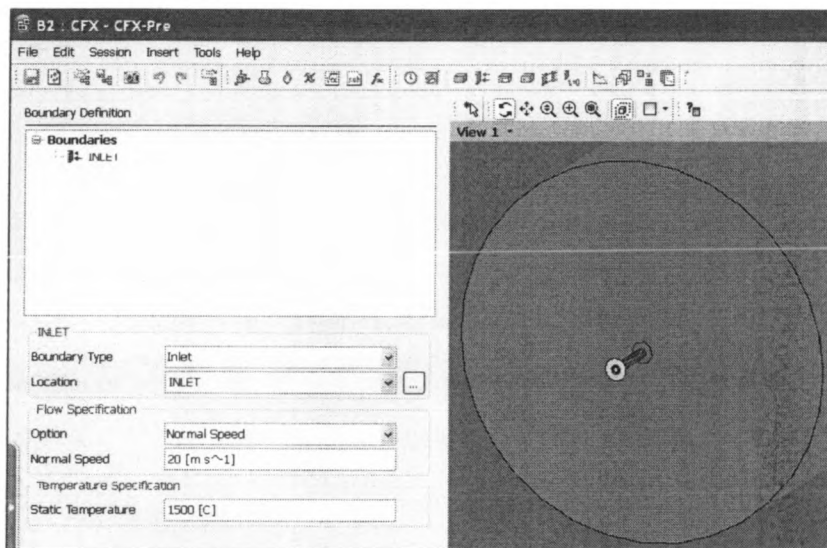 B2 : CFX - CFX-Pre
File Edit Session Insert Tools Help
Boundary Definition
View 1
Boundaries
INLET
INLET
Boundary Type Inlet
Location INLET ...
Flow Specification
Option Normal Speed
Normal Speed 20 [m s^-1]
Temperature Specification
Static Temperature 1500 [C]